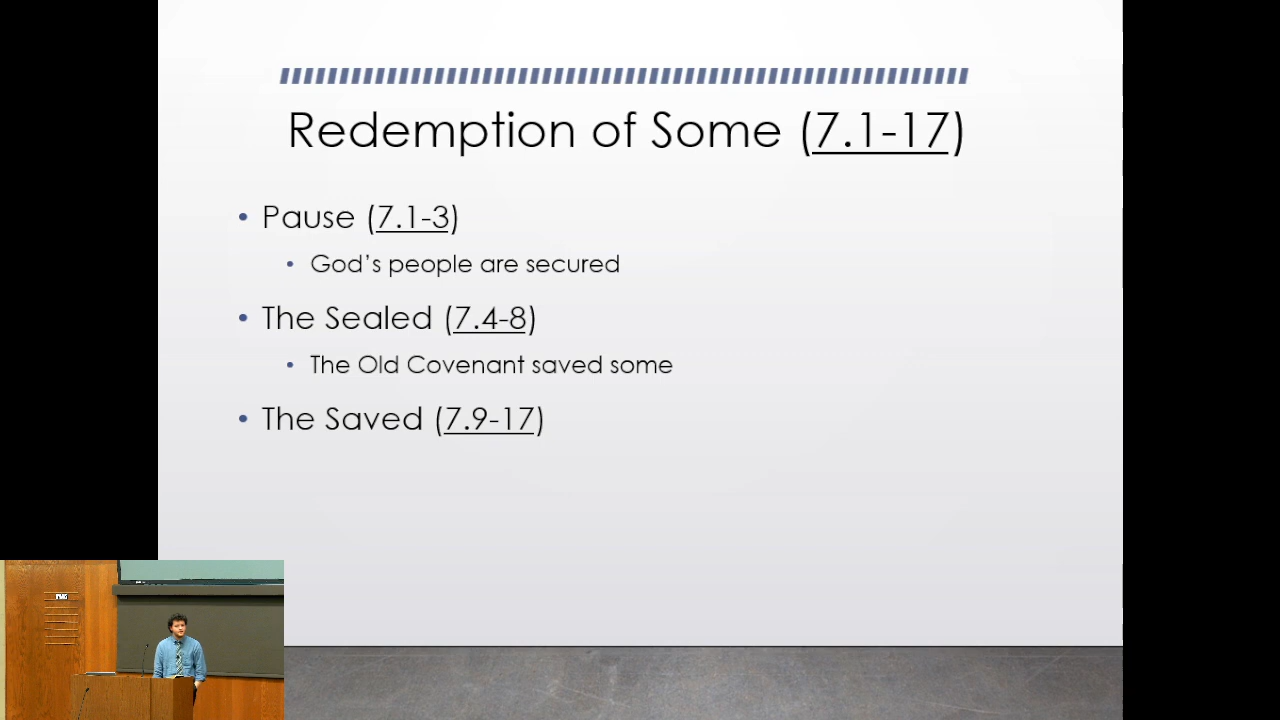 Redemption of Some (7.1-17)
• Pause (7.1-3)
• God’s people are secured
• The Sealed (7.4-8)
• The Old Covenant saved some
• The Saved (7.9-17)